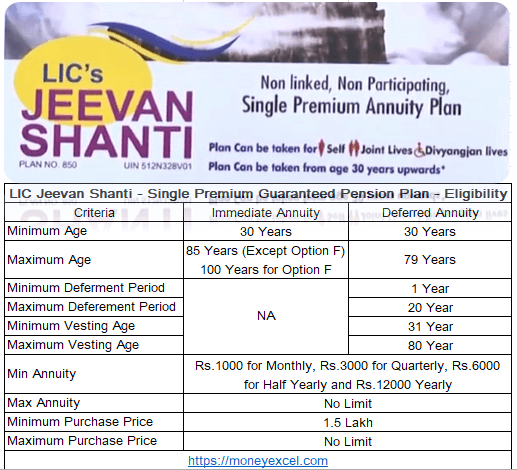 LIC's
JEEVAN
SHANTI
PLAN NO. 850 UIN 512N328V01
Non linked, Non Participating,
Single Premium Annuity Plan
Plan Can be taken for Self Joint Lives Divyangjan lives
Plan Can be taken from age 30 years upwards*
LIC Jeevan Shanti - Single Premium Guaranteed Pension Plan - Eligibility
Criteria Immediate Annuity Deferred Annuity
Minimum Age 30 Years 30 Years
Maximum Age 85 Years (Except Option F) 79 Years
100 Years for Option F
Minimum Deferment Period NA 1 Year
Maximum Deferement Period 20 Year
Minimum Vesting Age 31 Year
Maximum Vesting Age 80 Year
Min Annuity Rs.1000 for Monthly, Rs.3000 for Quarterly, Rs.6000
for Half Yearly and Rs.12000 Yearly
Max Annuity No Limit
Minimum Purchase Price 1.5 Lakh
Maximum Purchase Price No Limit
https://moneyexcel.com